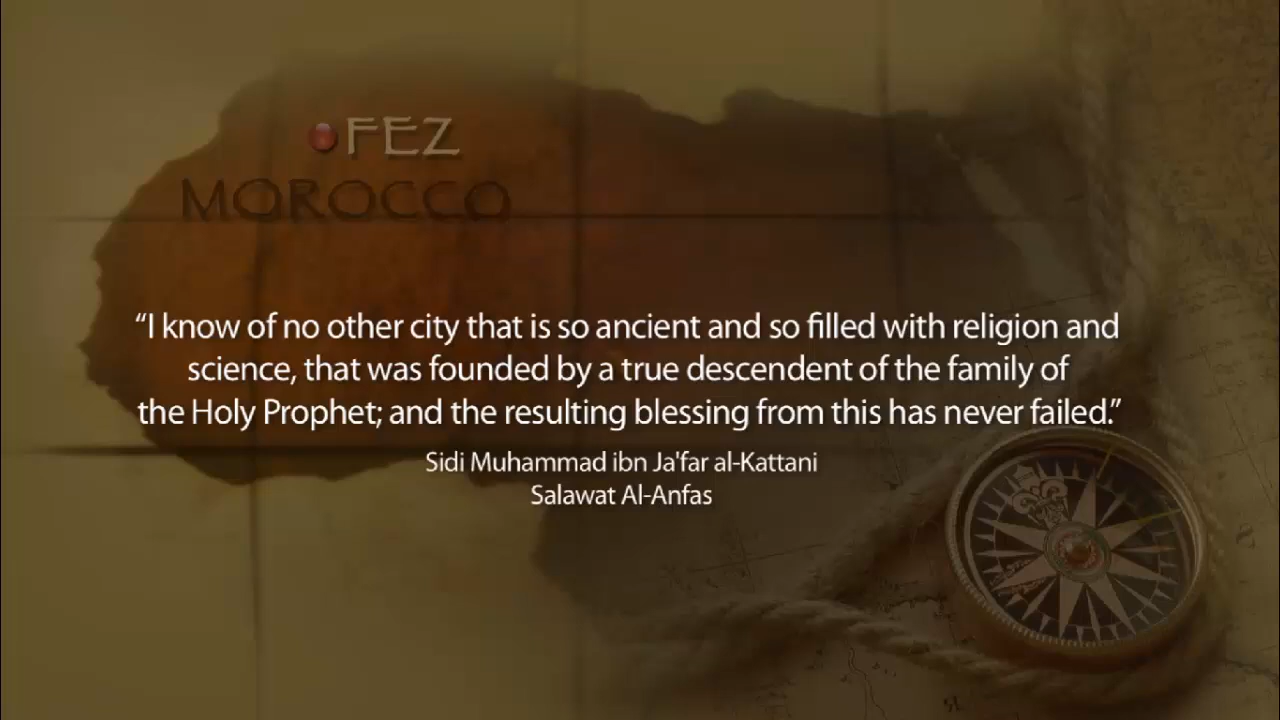 FEZ
MOROCCO
“I know of no other city that is so ancient and so filled with religion and
science, that was founded by a true descendent of the family of
the Holy Prophet; and the resulting blessing from this has never failed.”
Sidi Muhammad ibn Ja'far al-Kattani
Salawat Al-Anfas